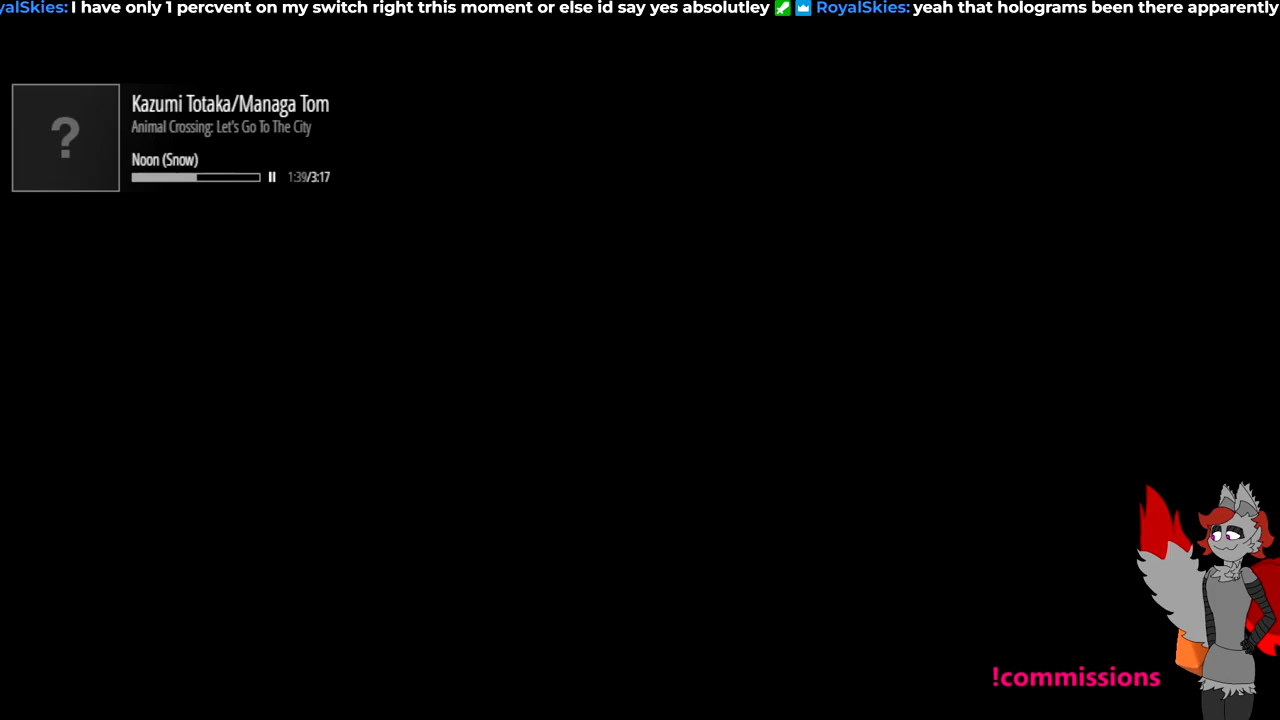 yalSkies: I have only 1 percvent on my switch right trhis moment or else id say yes absolutley RoyalSkies: yeah that holograms been there apparently
?
Kazumi Totaka/Managa Tom
Animal Crossing: Let's Go To The City
Noon (Snow)
1:39/3:17
!commissions